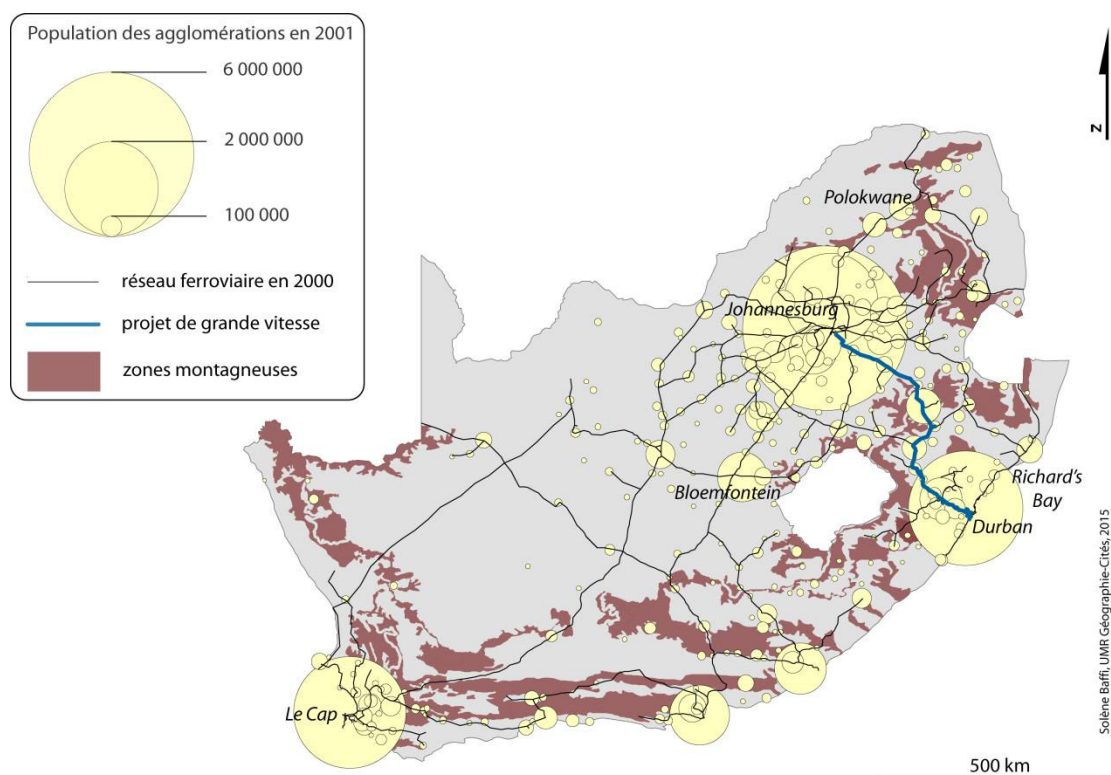 Population des agglomérations en 2001
6 000 000
2 000 000
100 000
réseau ferroviaire en 2000
projet de grande vitesse
zones montagneuses
N
Polokwane
Johannesburg
Bloemfontein
Richard's
Bay
Durban
Le Cap
500 km
Solène Baffi, UMR Géographie-Cités, 2015